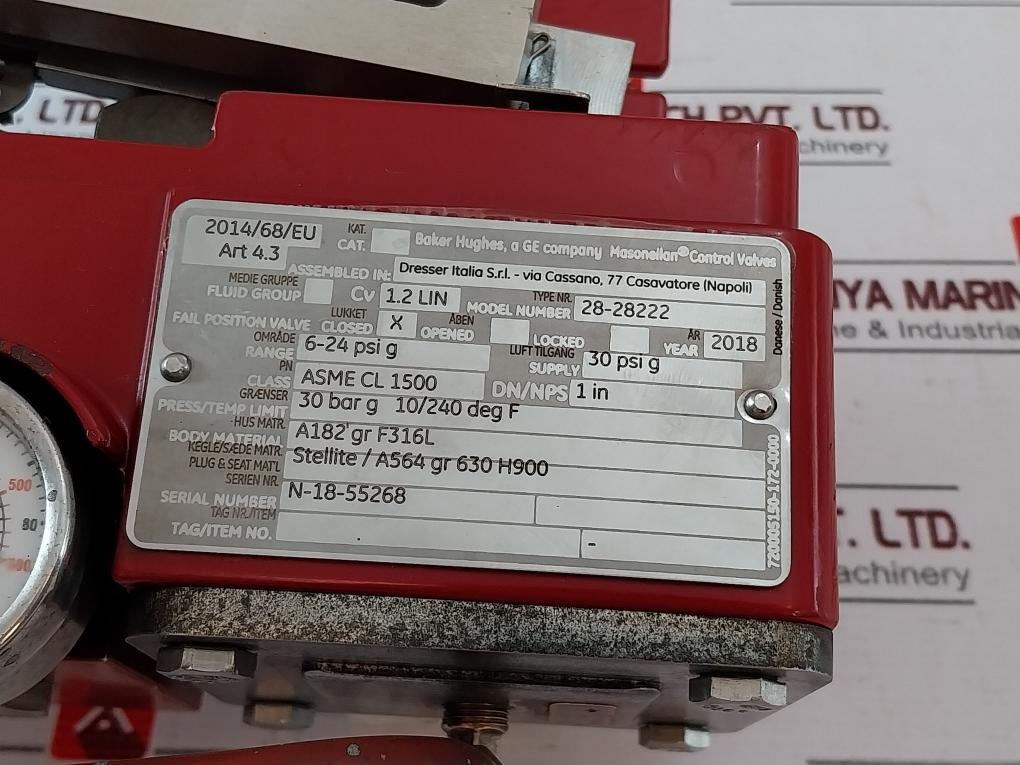 CH PVT. LTD.
achinery
2014/68/EU
Art 4.3
KAT.
CAT.
Baker Hughes, a GE company Masoneilan® Control Valves
ASSEMBLED IN: Dresser Italia S.r.l. - via Cassano, 77 Casavatore (Napoli)
MEDIE GRUPPE
FLUID GROUP
Cv 1.2 LIN
TYPE NR.
MODEL NUMBER 28-28222
FAIL POSITION VALVE
LUKKET
CLOSED X
ÅBEN
OPENED
LOCKED
ÅR
YEAR 2018
OMRÅDE
RANGE 6-24 psi g
LUFT TILGANG
SUPPLY 30 psi g
PN
CLASS ASME CL 1500
DN/NPS 1 in
GRÆNSER
PRESS/TEMP LIMIT 30 bar g 10/240 deg F
HUS MATR.
BODY MATERIAL A182 gr F316L
KEGLE/SÆDE MATR.
PLUG & SEAT MAT'L Stellite / A564 gr 630 H900
SERIEN NR.
SERIAL NUMBER N-18-55268
TAG NR./ITEM
TAG/ITEM NO. -
Danese / Danish
720005150-172-0000
YA MARIN
ne & Industria
PVT. LTD.
achinery
500
80